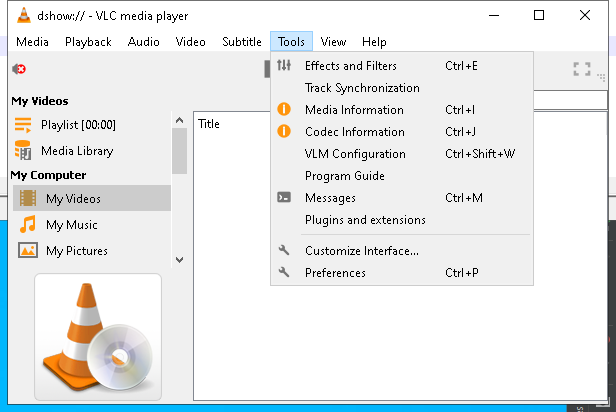 dshow:// - VLC media player
Media Playback Audio Video Subtitle Tools View Help
Effects and Filters Ctrl+E
Track Synchronization
Media Information Ctrl+I
Codec Information Ctrl+J
VLM Configuration Ctrl+Shift+W
Program Guide
Messages Ctrl+M
Plugins and extensions
Customize Interface...
Preferences Ctrl+P
My Videos
Playlist [00:00]
Media Library
My Computer
My Videos
My Music
My Pictures
Title